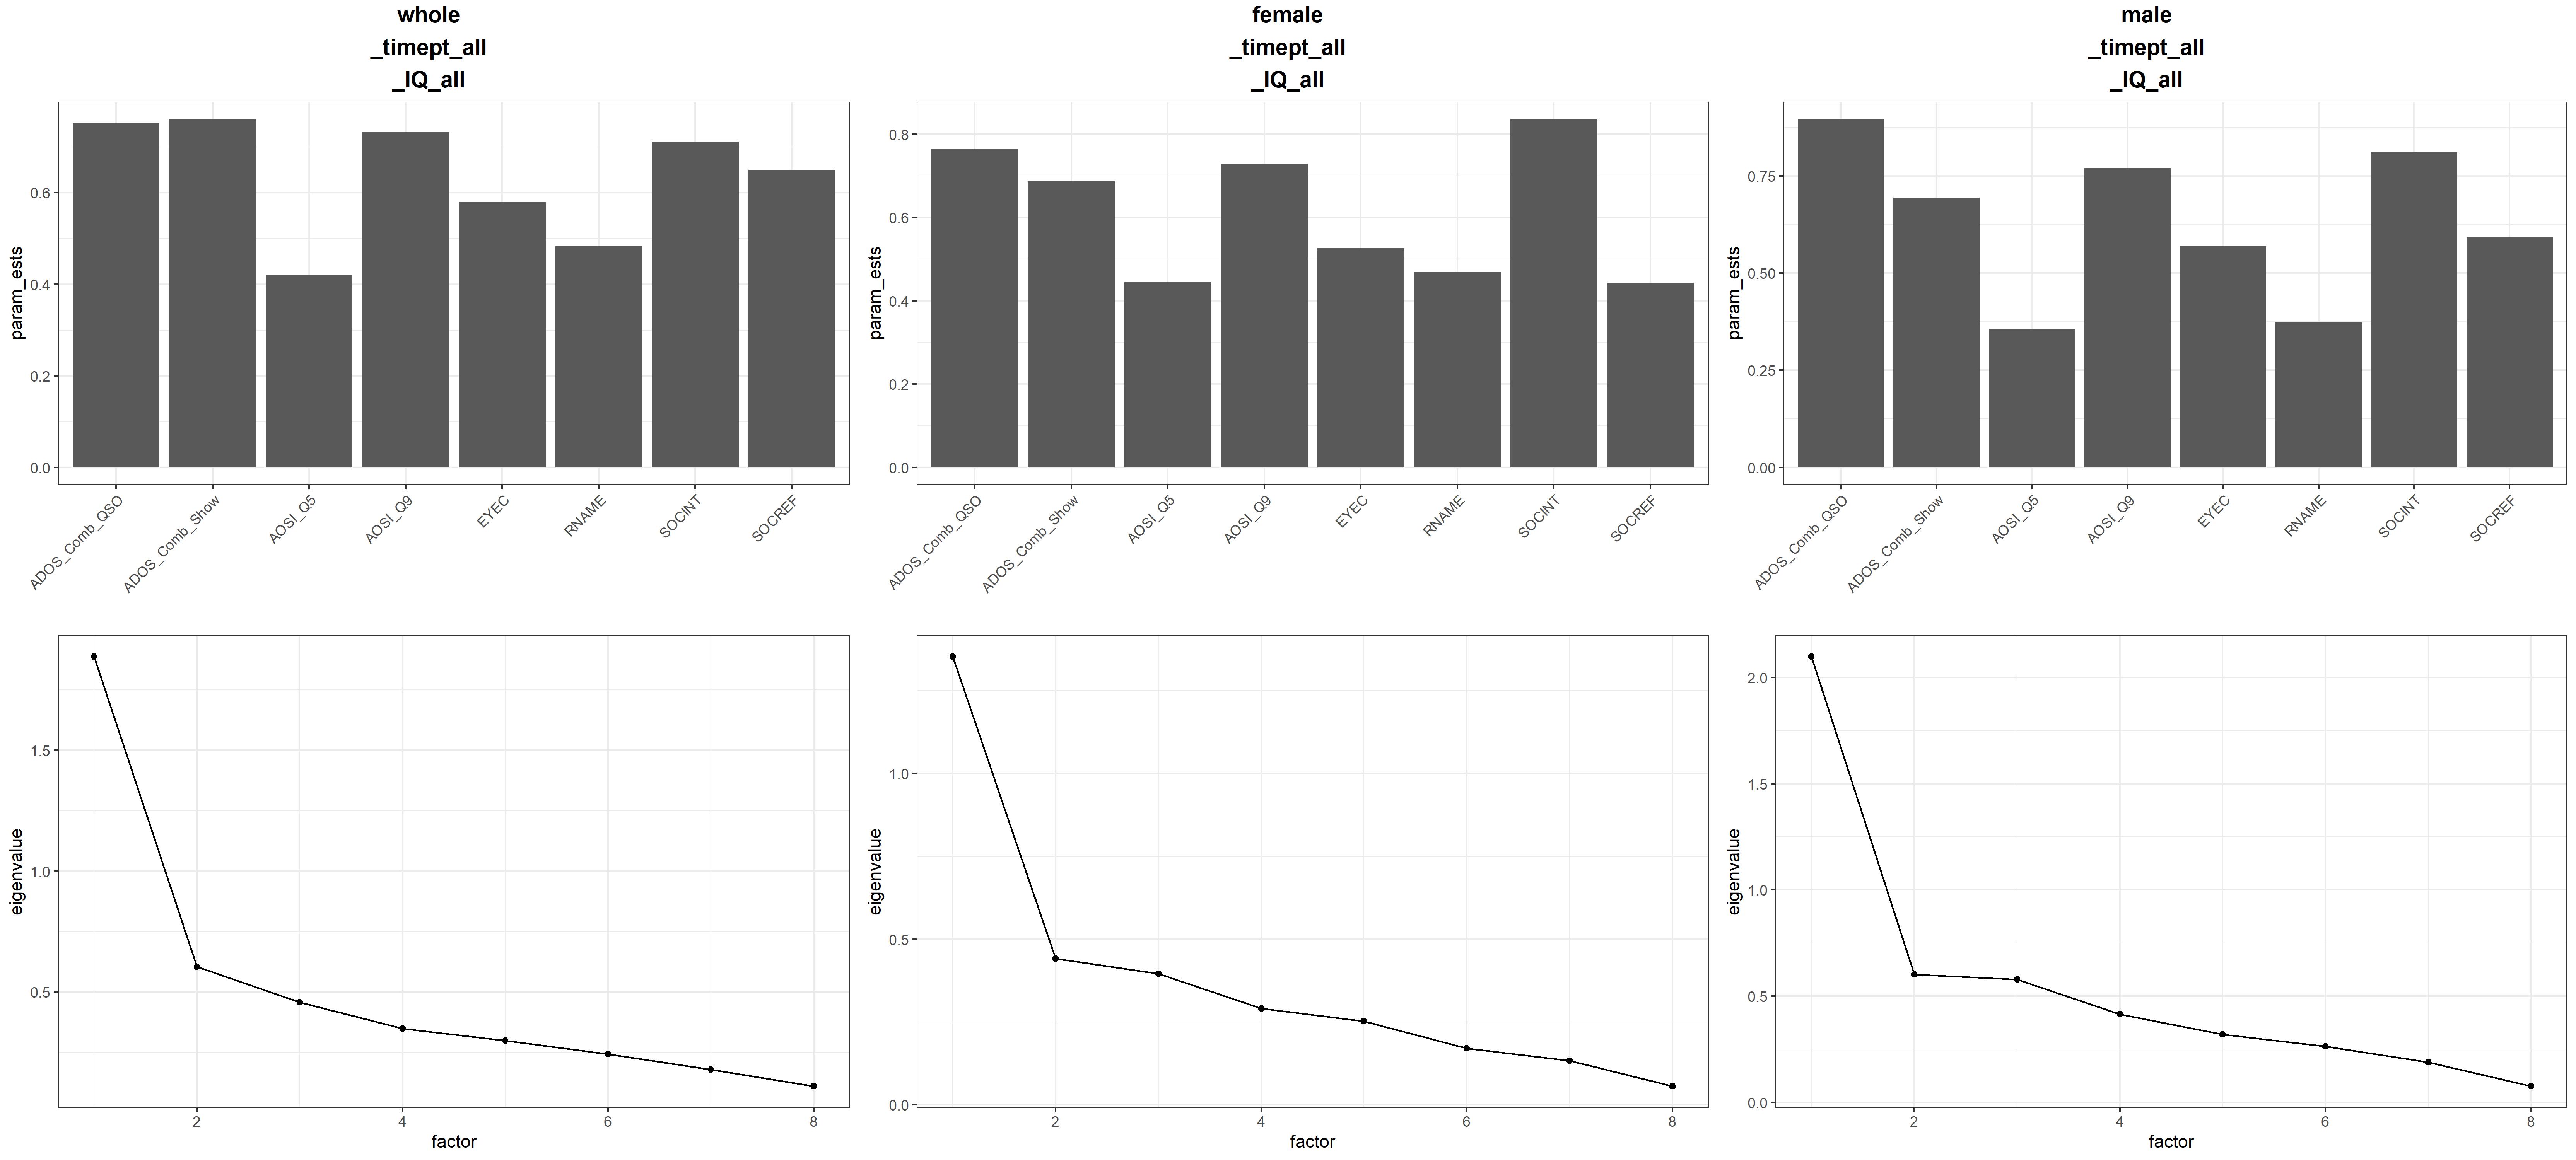 whole
_timept_all
_IQ_all
female
_timept_all
_IQ_all
male
_timept_all
_IQ_all
param_ests
0.6
0.4
0.2
0.0
ADOS_Comb_QSO
ADOS_Comb_Show
AOSI_Q5
AOSI_Q9
EYEC
RNAME
SOCINT
SOCREF
param_ests
0.8
0.6
0.4
0.2
0.0
ADOS_Comb_QSO
ADOS_Comb_Show
AOSI_Q5
AOSI_Q9
EYEC
RNAME
SOCINT
SOCREF
param_ests
0.75
0.50
0.25
0.00
ADOS_Comb_QSO
ADOS_Comb_Show
AOSI_Q5
AOSI_Q9
EYEC
RNAME
SOCINT
SOCREF
eigenvalue
1.5
1.0
0.5
2 4 6 8
factor
eigenvalue
1.0
0.5
0.0
2 4 6 8
factor
eigenvalue
2.0
1.5
1.0
0.5
0.0
2 4 6 8
factor